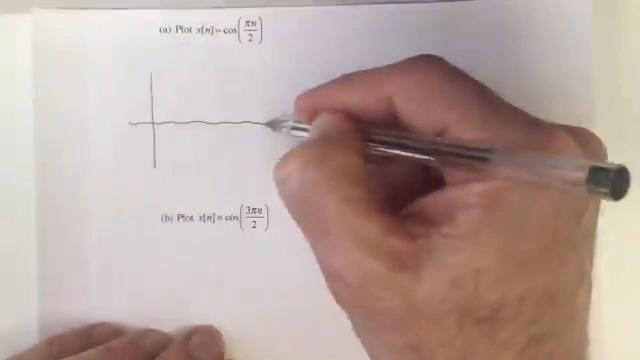 (a) Plot x[n]=cos(πn/2)
(b) Plot x[n]=cos(3πn/2)